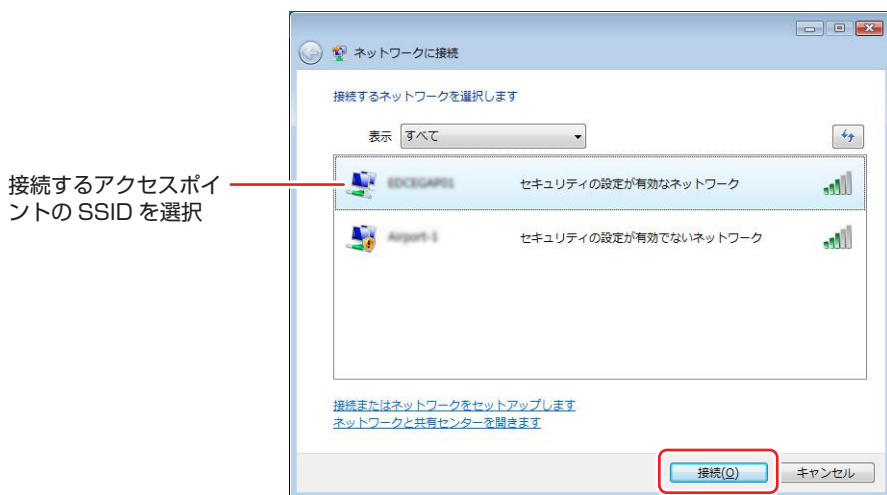 ネットワークに接続
接続するネットワークを選択します
表示 すべて
接続するアクセスポイ
ントの SSID を選択
セキュリティの設定が有効なネットワーク
Airport-1 セキュリティの設定が有効でないネットワーク
接続またはネットワークをセットアップします
ネットワークと共有センターを開きます
接続(O) キャンセル